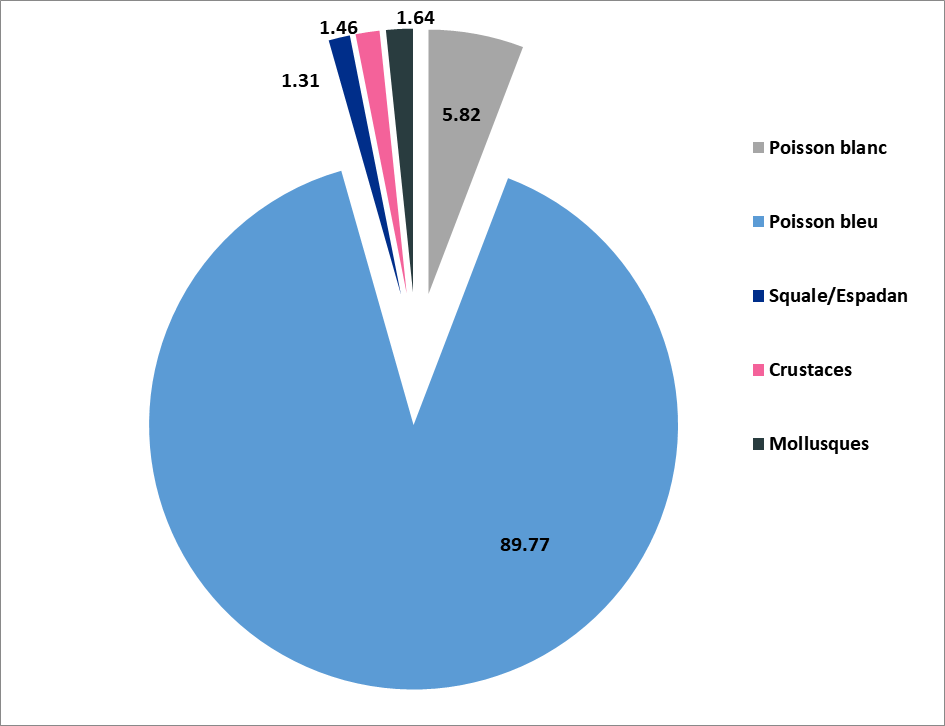 1.64
1.46
1.31
5.82
89.77
Poisson blanc
Poisson bleu
Squale/Espadan
Crustaces
Mollusques